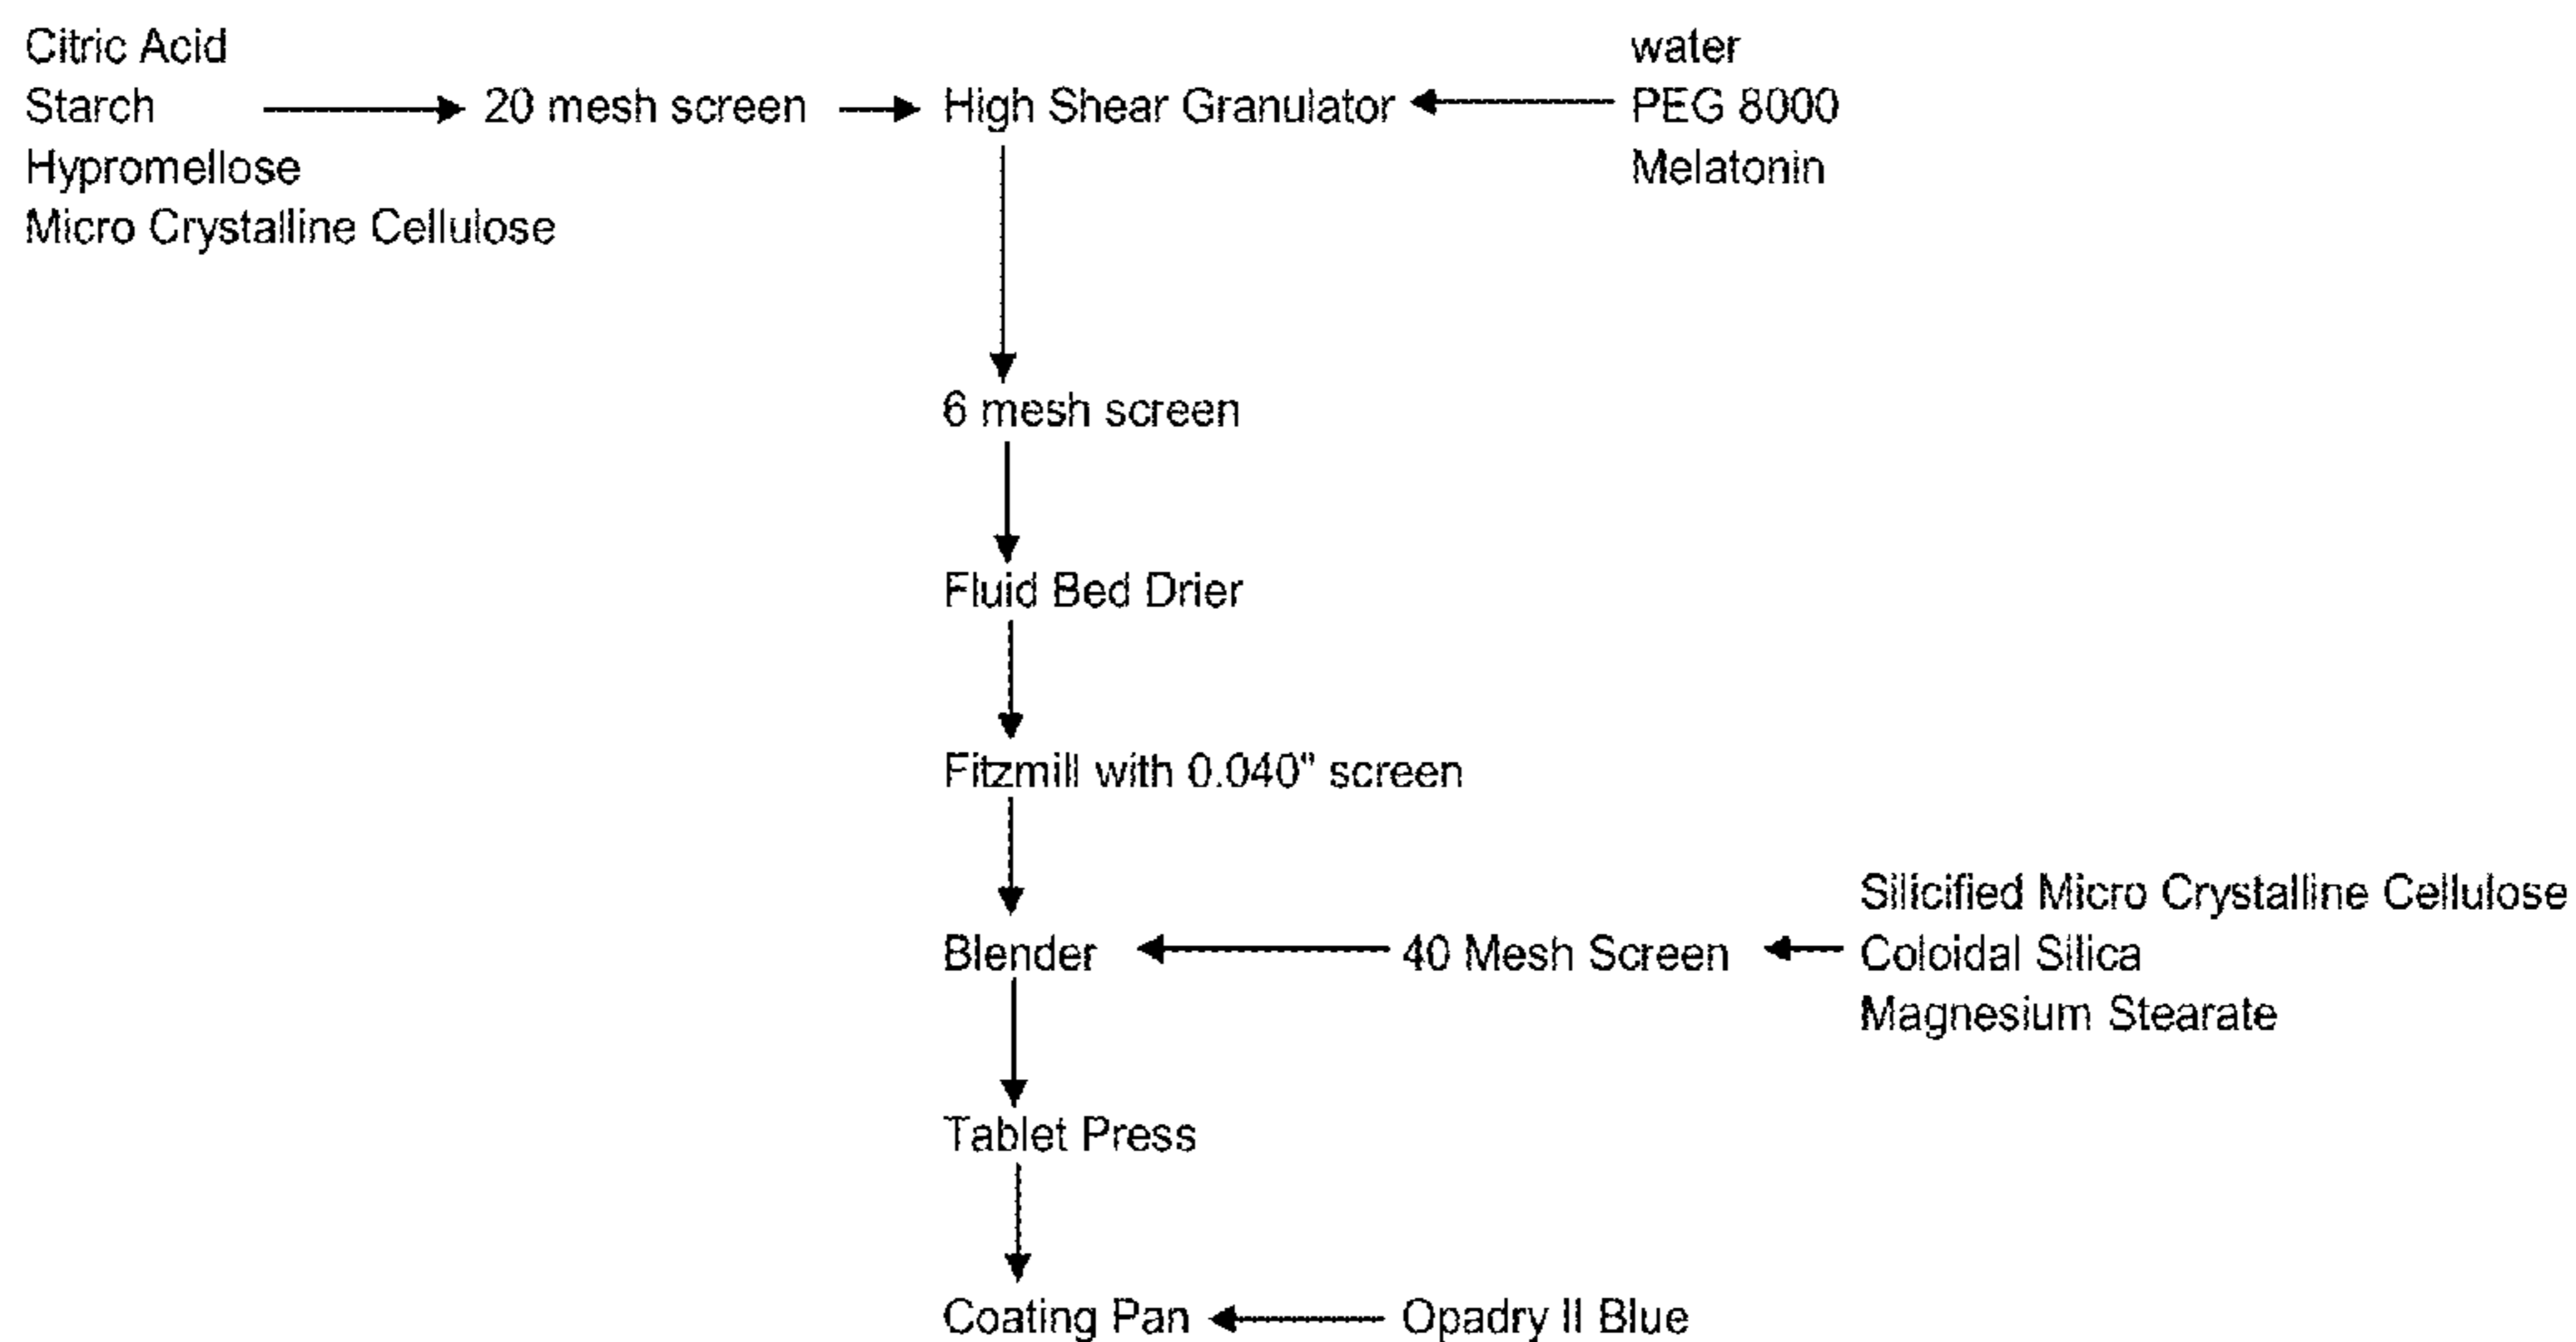 Citric Acid
Starch
Hypromellose
Micro Crystalline Cellulose
20 mesh screen
High Shear Granulator
water
PEG 8000
Melatonin
6 mesh screen
Fluid Bed Drier
Fitzmill with 0.040" screen
Blender
40 Mesh Screen
Silicified Micro Crystalline Cellulose
Coloidal Silica
Magnesium Stearate
Tablet Press
Coating Pan
Opadry II Blue